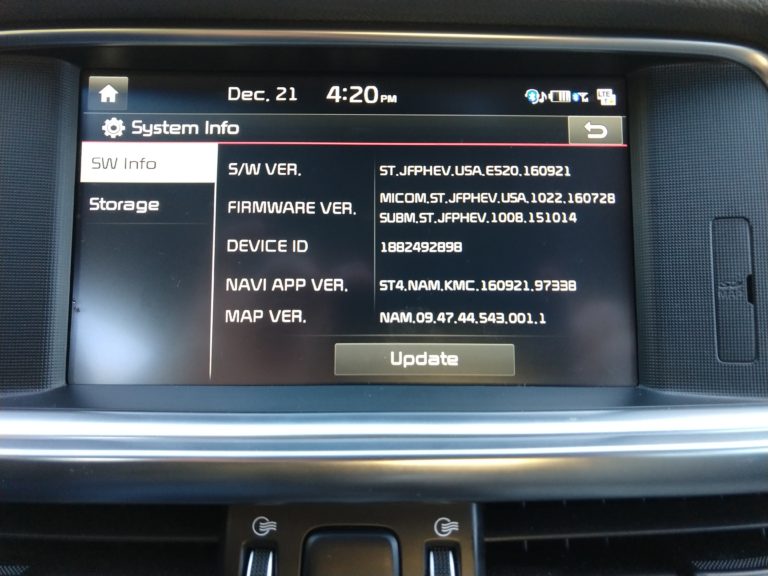 Dec. 21 4:20PM LTE
System Info
SW Info
Storage
S/W VER. ST.JFPHEV.USA.E520.160921
FIRMWARE VER. MICOM.ST.JFPHEV.USA.1022.160728
SUBM.ST.JFPHEV.1008.151014
DEVICE ID 1882492898
NAVI APP VER. ST4.NAM.KMC.160921.97338
MAP VER. NAM.09.47.44.543.001.1
Update
MAP